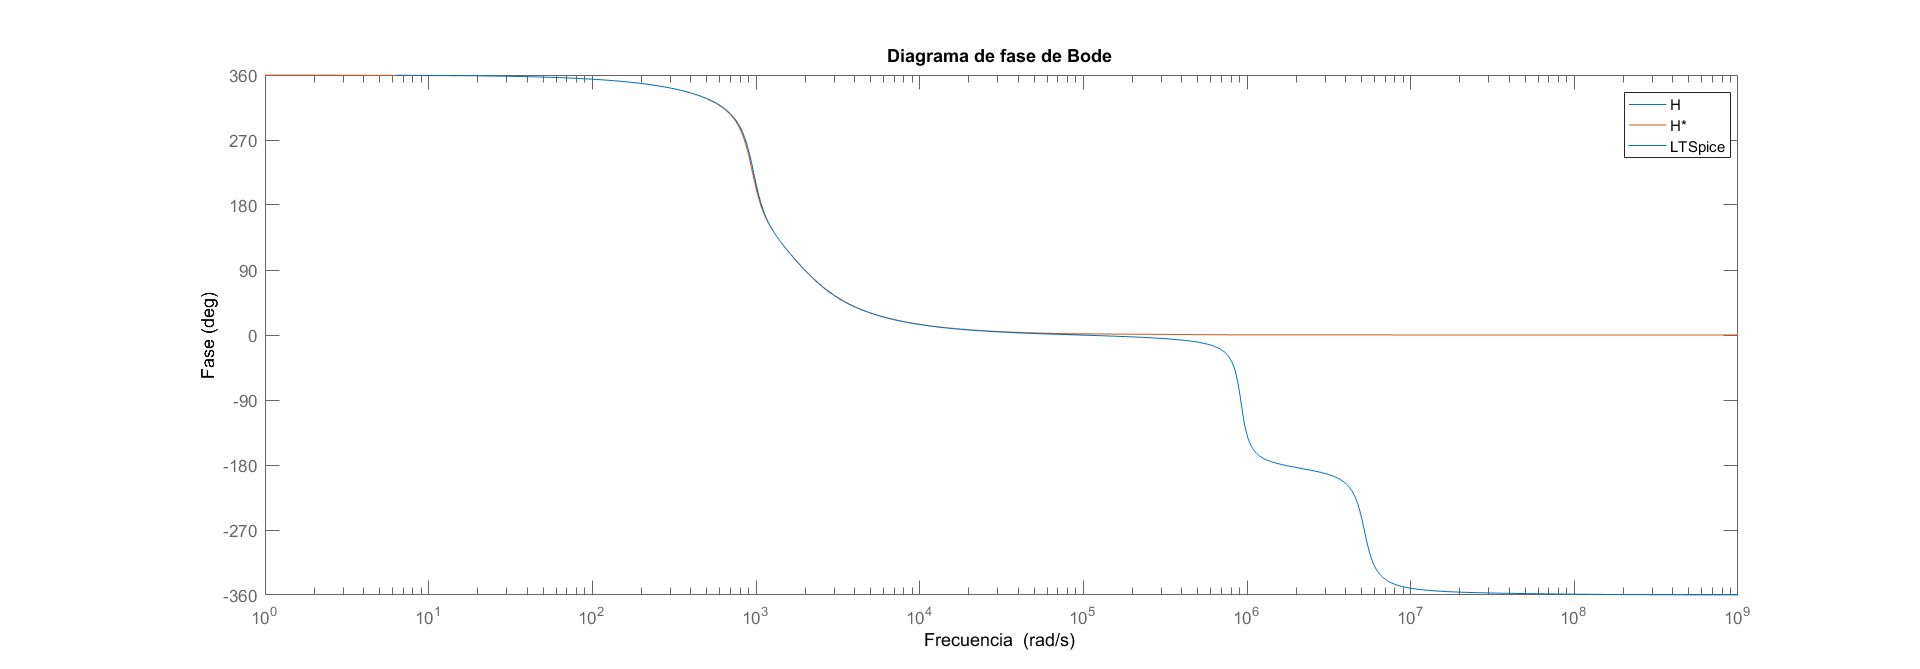 Diagrama de fase de Bode
H
H*
LTSpice
Fase (deg)
360
270
180
90
0
-90
-180
-270
-360
10^0 10^1 10^2 10^3 10^4 10^5 10^6 10^7 10^8 10^9
Frecuencia (rad/s)